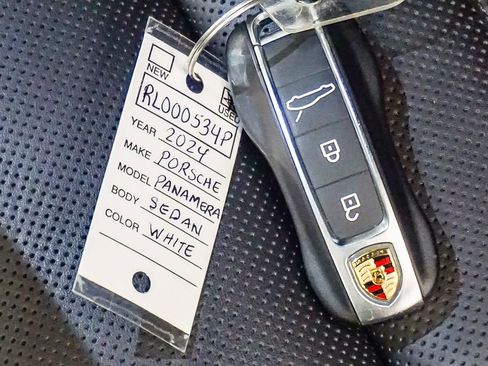 NEW
USED
RL000534P
YEAR 2024
MAKE PORSCHE
MODEL PANAMERA
BODY SEDAN
COLOR WHITE